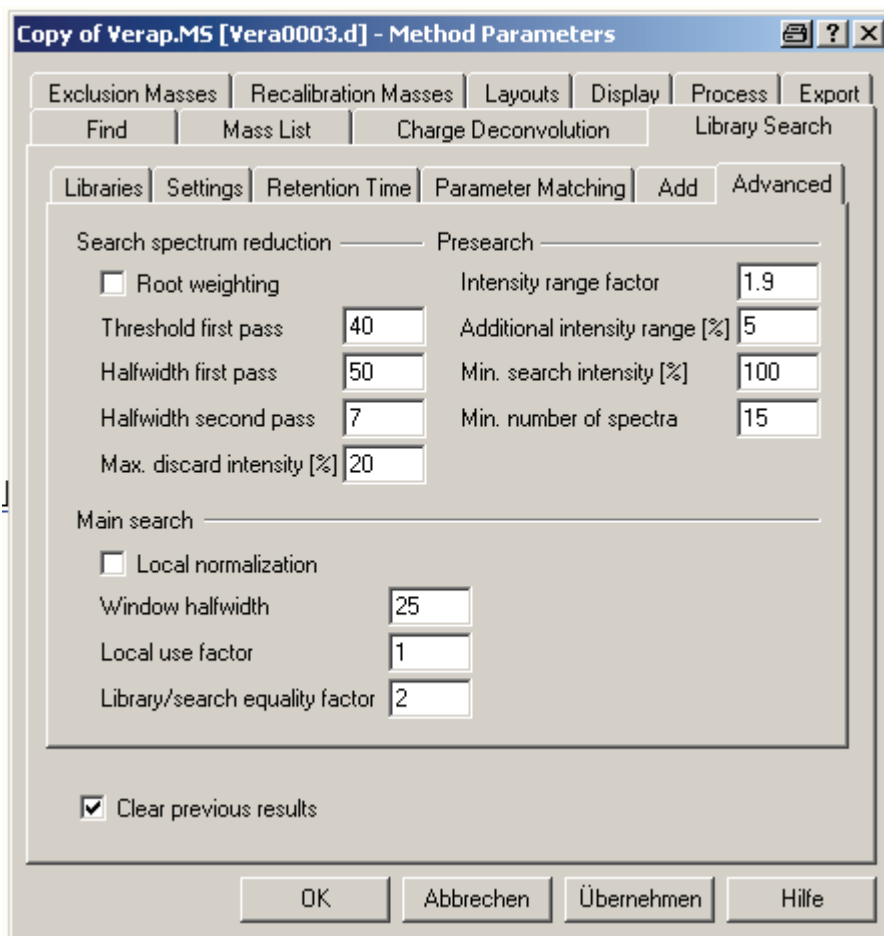 Copy of Verap.MS [Vera0003.d] - Method Parameters
Exclusion Masses Recalibration Masses Layouts Display Process Export
Find Mass List Charge Deconvolution Library Search
Libraries Settings Retention Time Parameter Matching Add Advanced
Search spectrum reduction
Root weighting
Threshold first pass 40
Halfwidth first pass 50
Halfwidth second pass 7
Max. discard intensity [%] 20
Presearch
Intensity range factor 1.9
Additional intensity range [%] 5
Min. search intensity [%] 100
Min. number of spectra 15
Main search
Local normalization
Window halfwidth 25
Local use factor 1
Library/search equality factor 2
Clear previous results
OK Abbrechen Übernehmen Hilfe